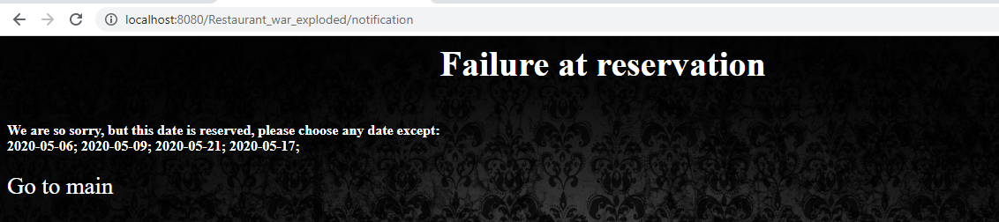 localhost:8080/Restaurant_war_exploded/notification
Failure at reservation
We are so sorry, but this date is reserved, please choose any date except:
2020-05-06; 2020-05-09; 2020-05-21; 2020-05-17;
Go to main